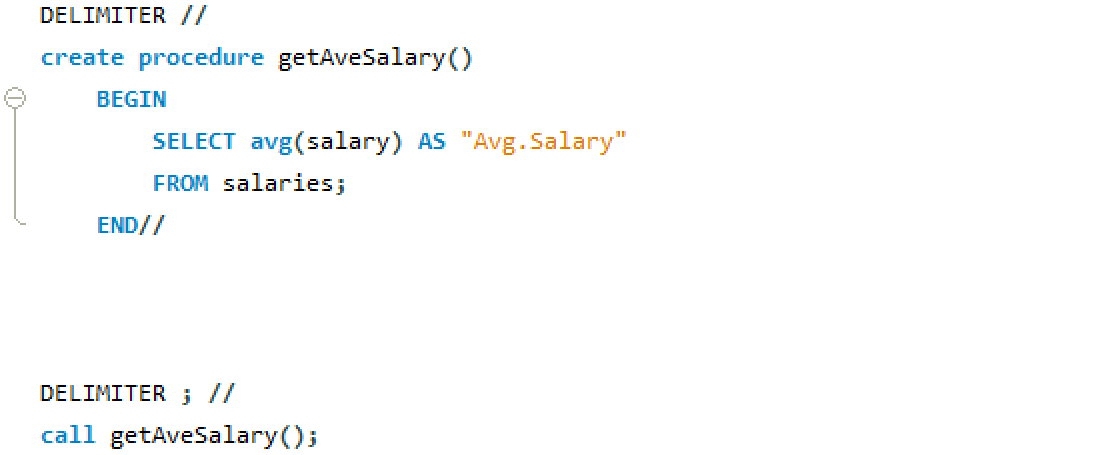 DELIMITER //
create procedure getAveSalary()
BEGIN
SELECT avg(salary) AS "Avg.Salary"
FROM salaries;
END//
DELIMITER ; //
call getAveSalary();